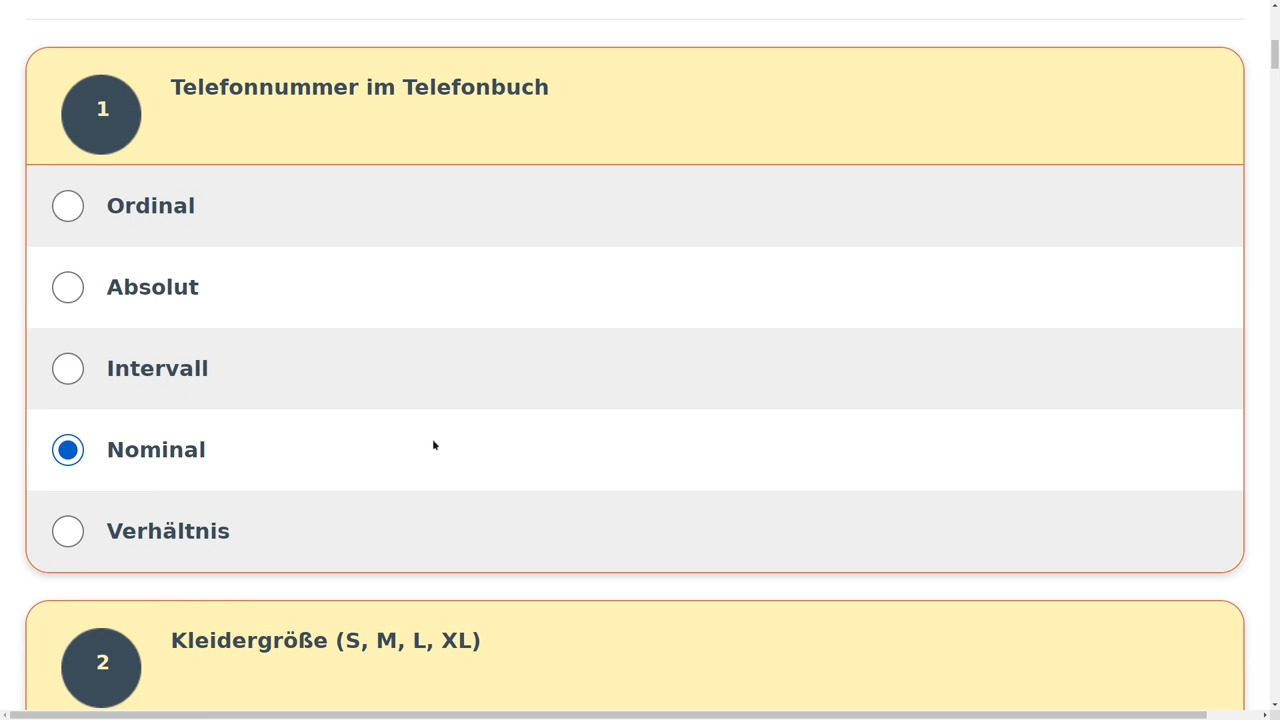 1
Telefonnummer im Telefonbuch
Ordinal
Absolut
Intervall
Nominal
Verhältnis
2
Kleidergröße (S, M, L, XL)